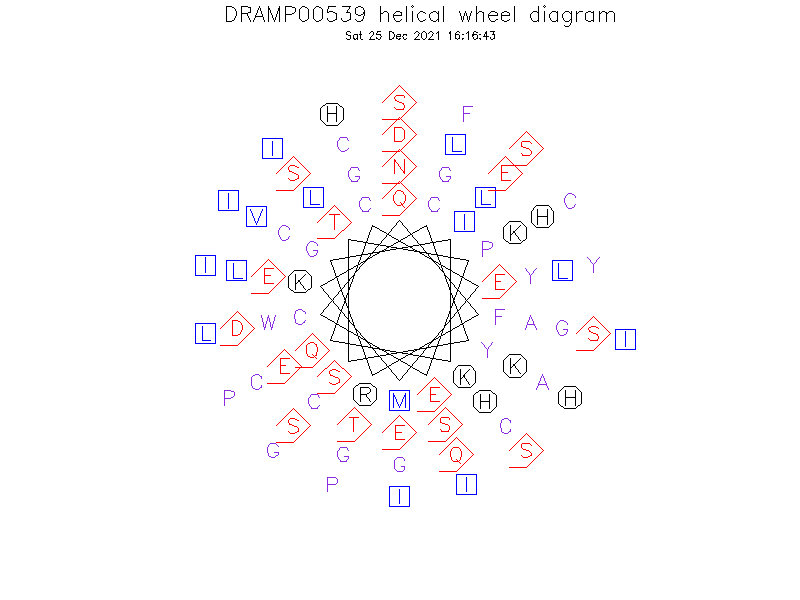 DRAMP00539 helical wheel diagram
Sat 25 Dec 2021 16:16:43
S
H F
D
C L
I S
N
S G G E
L C Q C L
I C
V T I H
C K
G P
I L E K E Y L Y
L D W C F A G S I
Q Y
E K
C S K A
P C R M E H H
S T E S C
G G G Q S
P I
I